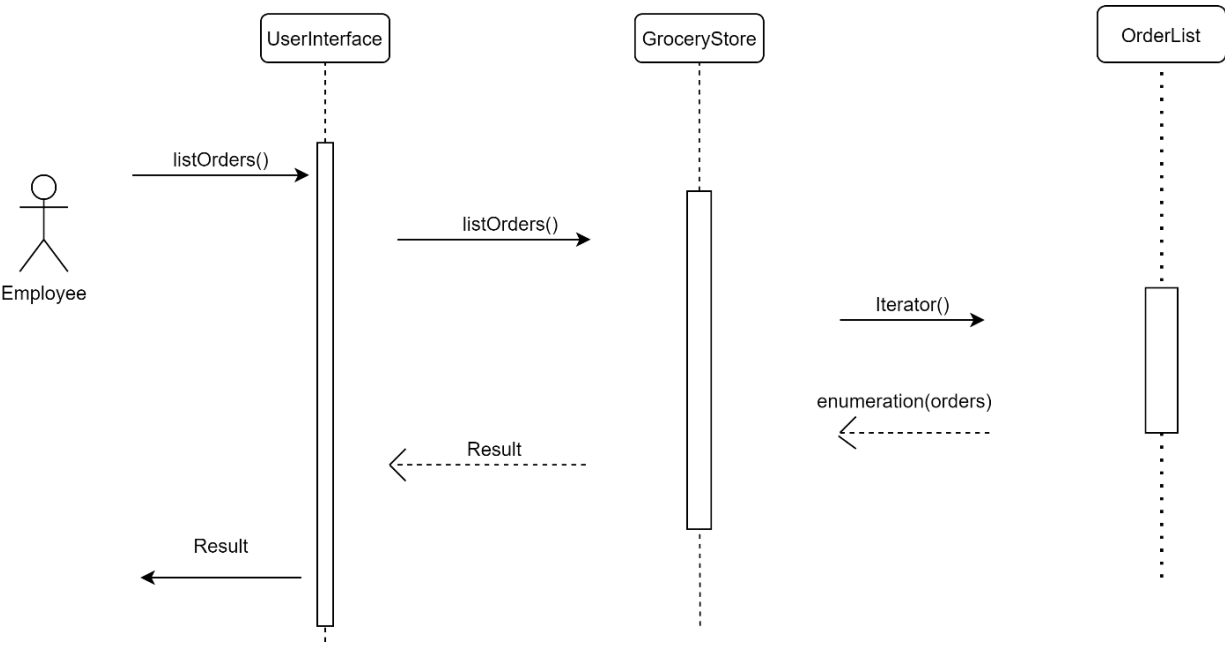 UserInterface
GroceryStore
OrderList
listOrders()
listOrders()
Employee
Iterator()
enumeration(orders)
Result
Result